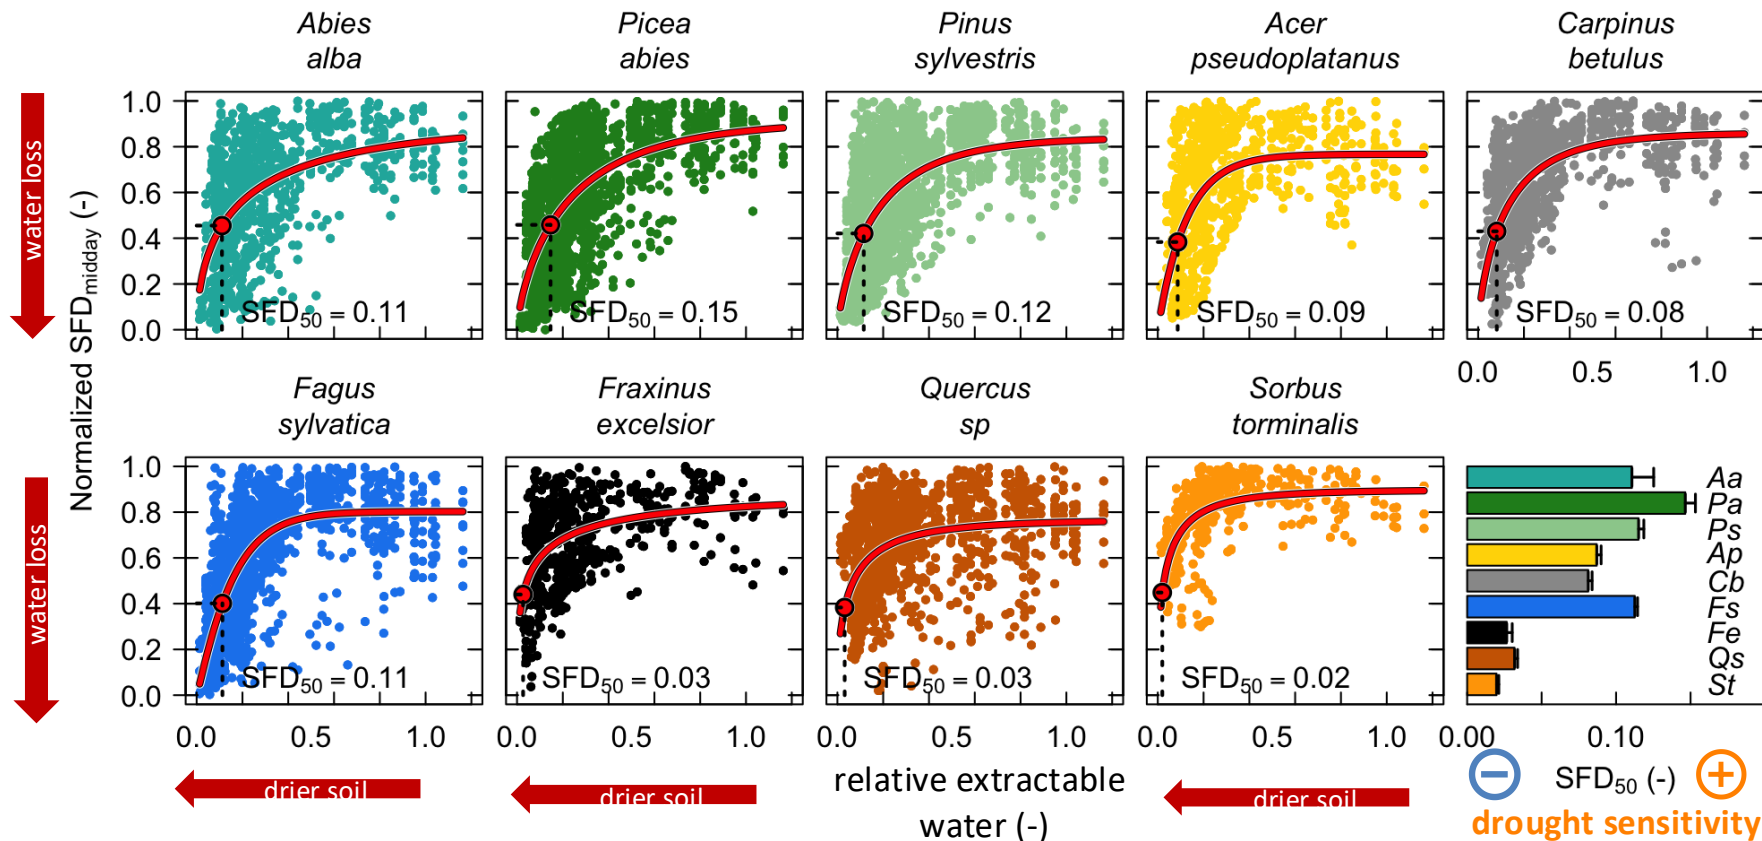 Abies
alba
Picea
abies
Pinus
sylvestris
Acer
pseudoplatanus
Carpinus
betulus
water loss
Normalized SFDmidday (-)
1.0
0.8
0.6
0.4
0.2
0.0
SFD50 = 0.11
SFD50 = 0.15
SFD50 = 0.12
SFD50 = 0.09
SFD50 = 0.08
0.0 0.5 1.0
Fagus
sylvatica
Fraxinus
excelsior
Quercus
sp
Sorbus
torminalis
water loss
1.0
0.8
0.6
0.4
0.2
0.0
SFD50 = 0.11
SFD50 = 0.03
SFD50 = 0.03
SFD50 = 0.02
Aa
Pa
Ps
Ap
Cb
Fs
Fe
Qs
St
0.0 0.5 1.0
0.0 0.5 1.0
0.0 0.5 1.0
0.0 0.5 1.0
0.00 0.10
drier soil
drier soil
relative extractable
water (-)
drier soil
− SFD50 (-) +
drought sensitivity